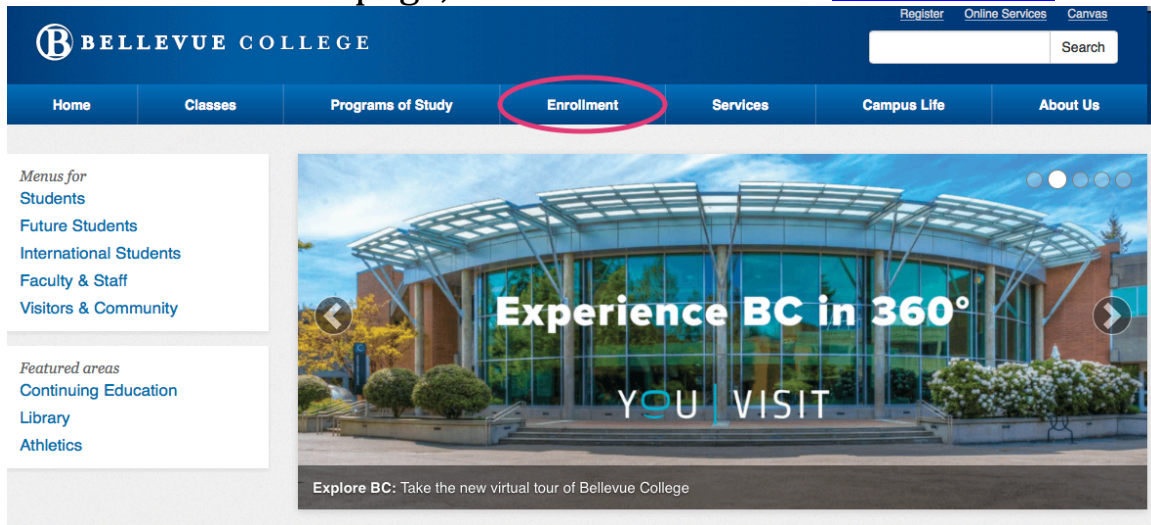 Register Online Services Canvas
BELLEVUE COLLEGE
Search
Home Classes Programs of Study Enrollment Services Campus Life About Us
Menus for
Students
Future Students
International Students
Faculty & Staff
Visitors & Community
Featured areas
Continuing Education
Library
Athletics
Experience BC in 360°
YOU | VISIT
Explore BC: Take the new virtual tour of Bellevue College